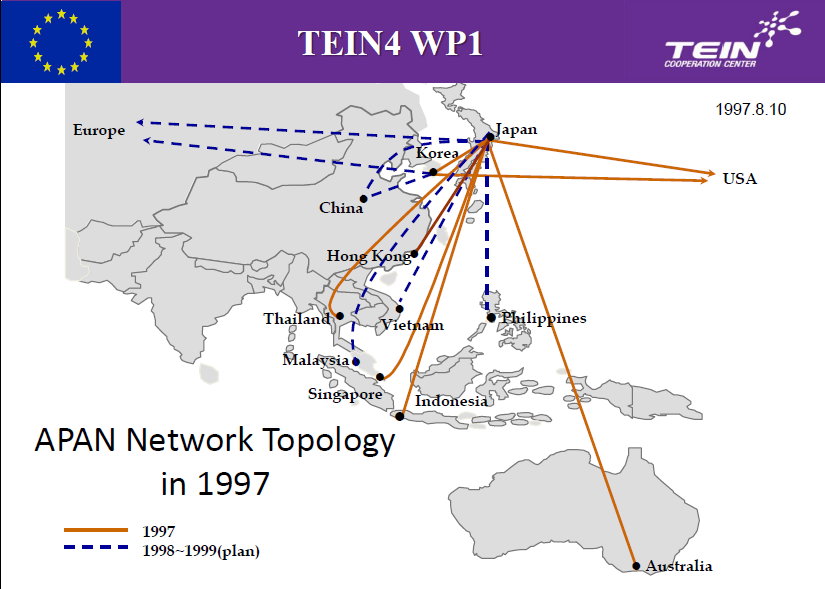 TEIN4 WP1
TEIN
COOPERATION CENTER
1997.8.10
Europe
Japan
Korea
USA
China
Hong Kong
Thailand
Vietnam
Philippines
Malaysia
Singapore
Indonesia
APAN Network Topology
in 1997
1997
1998~1999(plan)
Australia